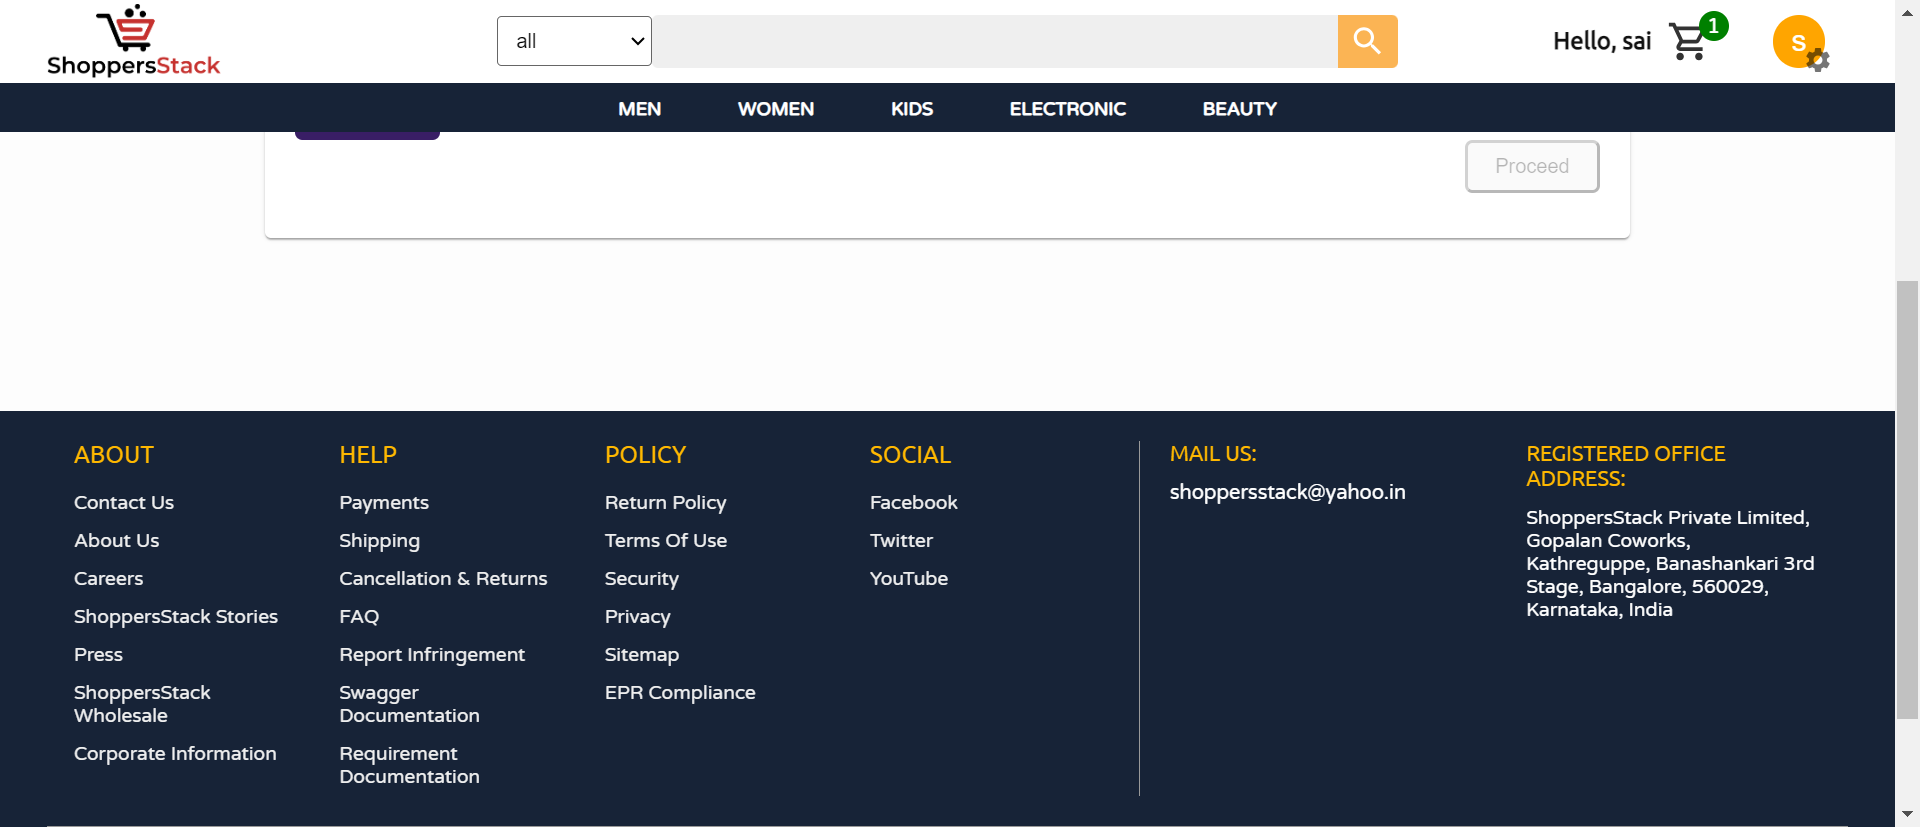 ShoppersStack
all
Hello, sai
1
S
MEN WOMEN KIDS ELECTRONIC BEAUTY
Proceed
ABOUT
Contact Us
About Us
Careers
ShoppersStack Stories
Press
ShoppersStack
Wholesale
Corporate Information
HELP
Payments
Shipping
Cancellation & Returns
FAQ
Report Infringement
Swagger
Documentation
Requirement
Documentation
POLICY
Return Policy
Terms Of Use
Security
Privacy
Sitemap
EPR Compliance
SOCIAL
Facebook
Twitter
YouTube
MAIL US:
shoppersstack@yahoo.in
REGISTERED OFFICE
ADDRESS:
ShoppersStack Private Limited,
Gopalan Coworks,
Kathreguppe, Banashankari 3rd
Stage, Bangalore, 560029,
Karnataka, India